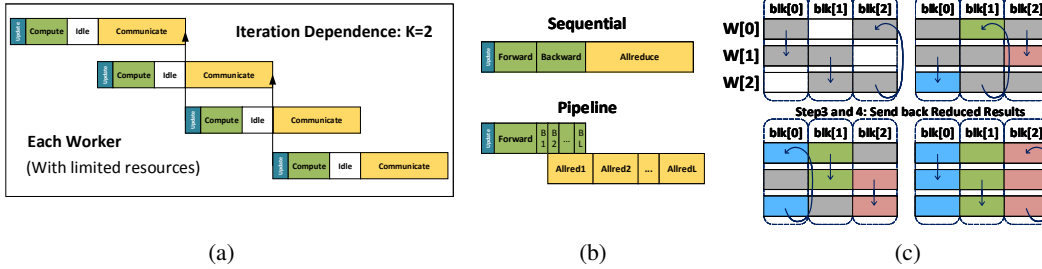 Update Compute Idle Communicate
Iteration Dependence: K=2
Update Compute Idle Communicate
Update Compute Idle Communicate
Each Worker
(With limited resources)
Update Compute Idle Communicate
(a)
Sequential
Update Forward Backward Allreduce
Pipeline
Update Forward B1 B2 ... BL
Allred1 Allred2 ... AllredL
(b)
blk[0] blk[1] blk[2] blk[0] blk[1] blk[2]
W[0]
W[1]
W[2]
Step3 and 4: Send back Reduced Results
blk[0] blk[1] blk[2] blk[0] blk[1] blk[2]
(c)